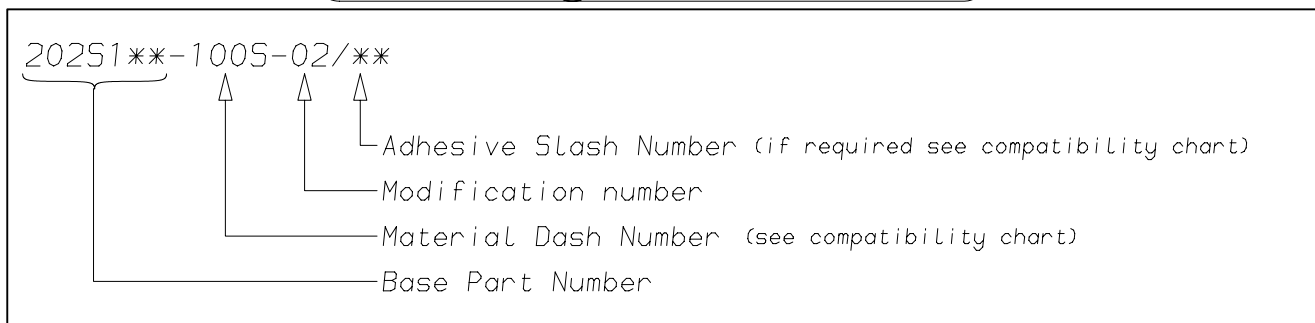 202S1**-100S-02/**
Adhesive Slash Number (if required see compatibility chart)
Modification number
Material Dash Number (see compatibility chart)
Base Part Number